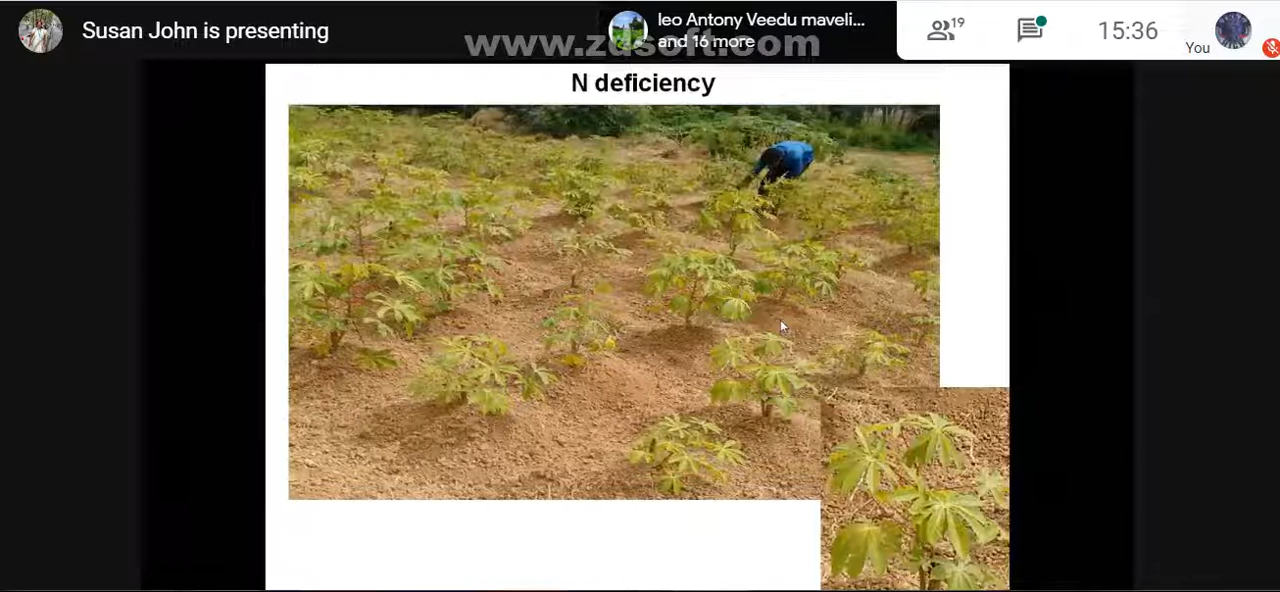 Susan John is presenting
leo Antony Veedu maveli...
and 16 more
www.zdsoft.com
19
15:36
You
N deficiency